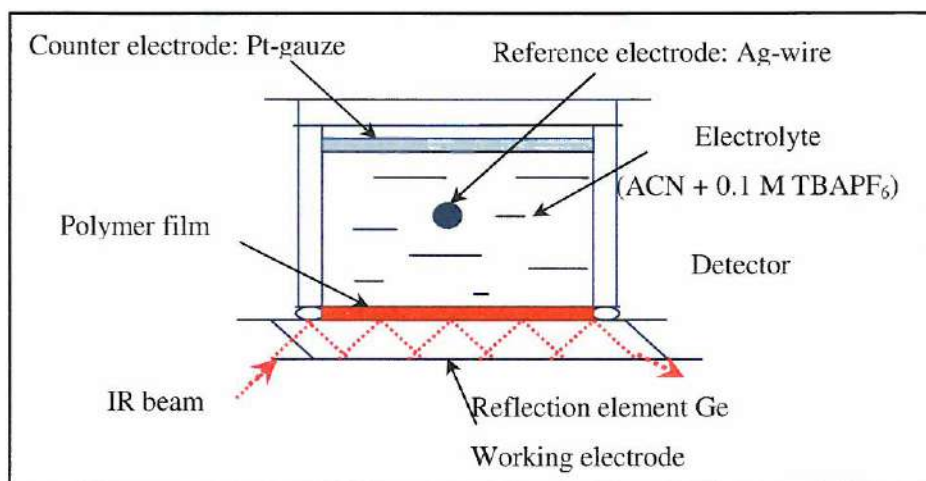 Counter electrode: Pt-gauze
Reference electrode: Ag-wire
Electrolyte
(ACN + 0.1 M TBAPF₆)
Polymer film
Detector
IR beam
Reflection element Ge
Working electrode